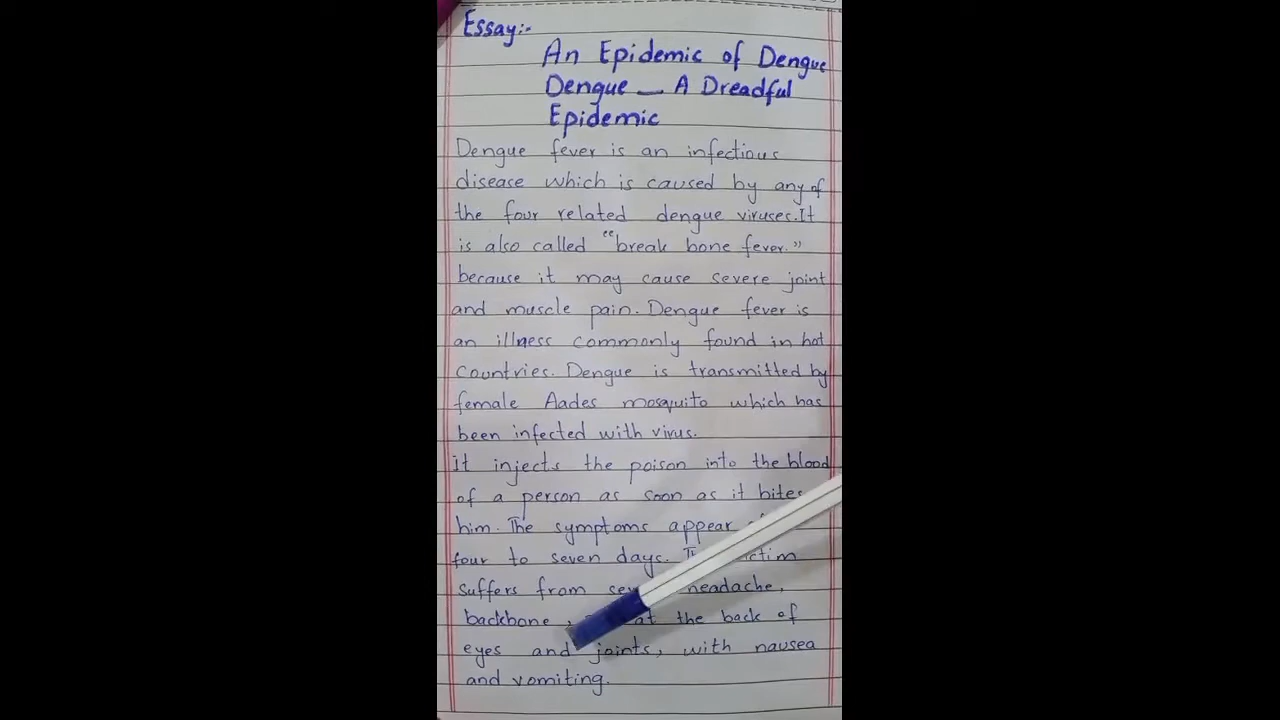 Essay:-
An Epidemic of Dengue
Dengue — A Dreadful
Epidemic
Dengue fever is an infectious
disease which is caused by any of
the four related dengue viruses. It
is also called "break bone fever."
because it may cause severe joint
and muscle pain. Dengue fever is
an illness commonly found in hot
countries. Dengue is transmitted by
female Aades mosquito which has
been infected with virus.
It injects the poison into the blood
of a person as soon as it bites
him. The symptoms appear
four to seven days.
suffers from headache,
backbone, at the back of
eyes and joints, with nausea
and vomiting.